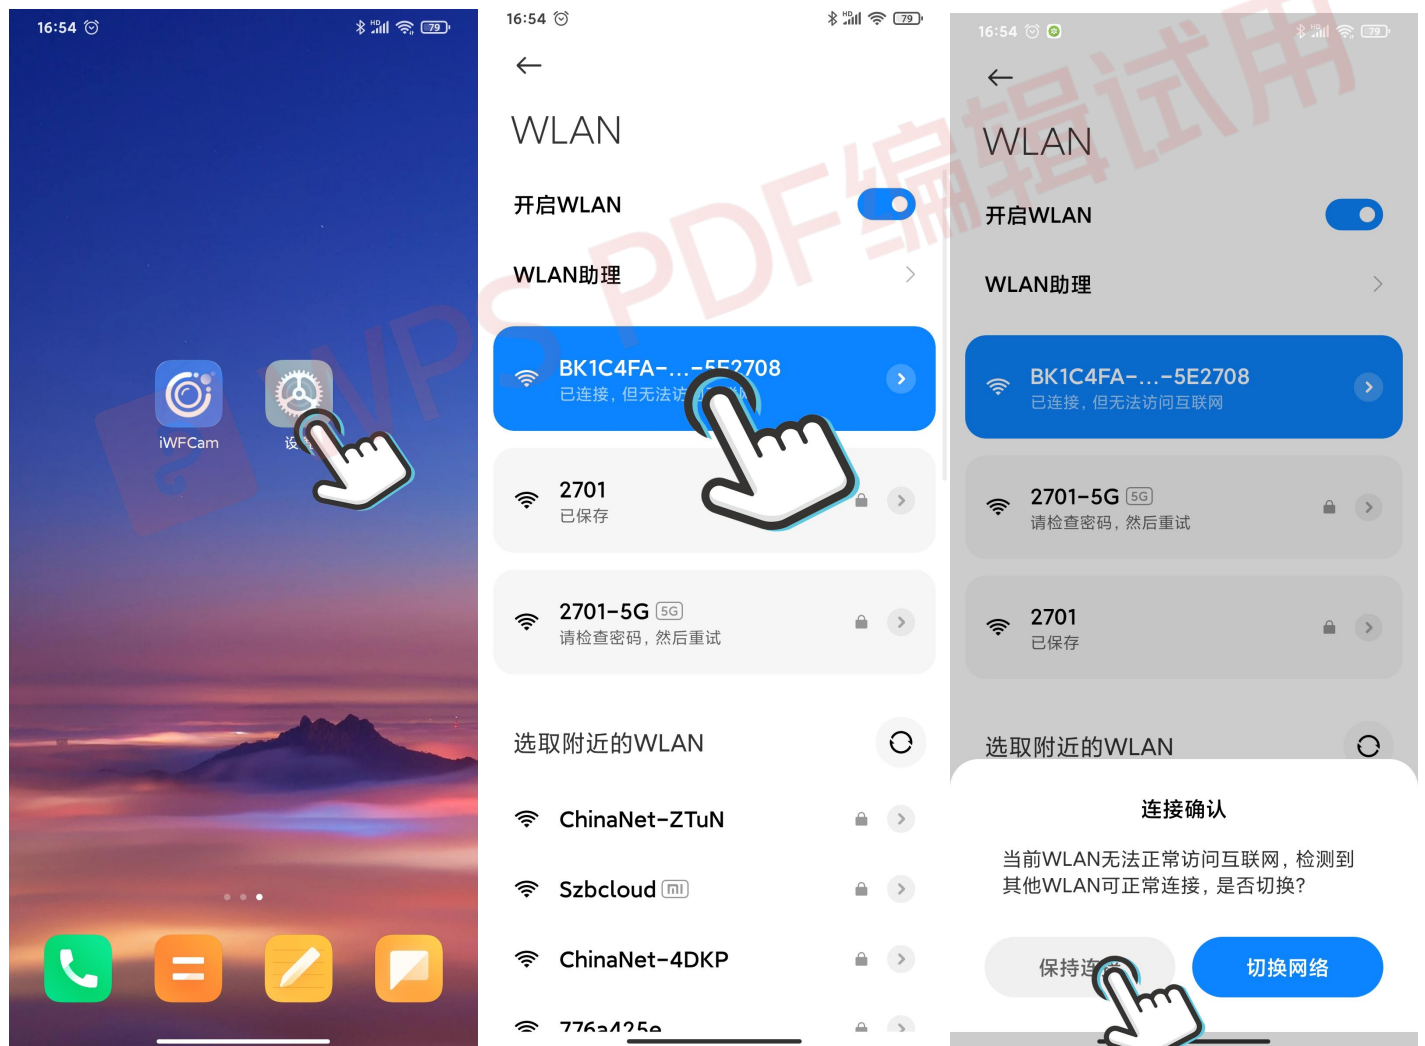 16:54
HD
79
iWFCam
设
16:54
HD
79
WLAN
开启WLAN
WLAN助理
BK1C4FA-...-5E2708
已连接，但无法访
2701
已保存
2701-5G 5G
请检查密码，然后重试
选取附近的WLAN
ChinaNet-ZTuN
Szbcloud
ChinaNet-4DKP
776a425e
16:54
HD
79
WLAN
开启WLAN
WLAN助理
BK1C4FA-...-5E2708
已连接，但无法访问互联网
2701-5G 5G
请检查密码，然后重试
2701
已保存
选取附近的WLAN
连接确认
当前WLAN无法正常访问互联网，检测到
其他WLAN可正常连接，是否切换？
保持连
切换网络
WPS PDF编辑试用